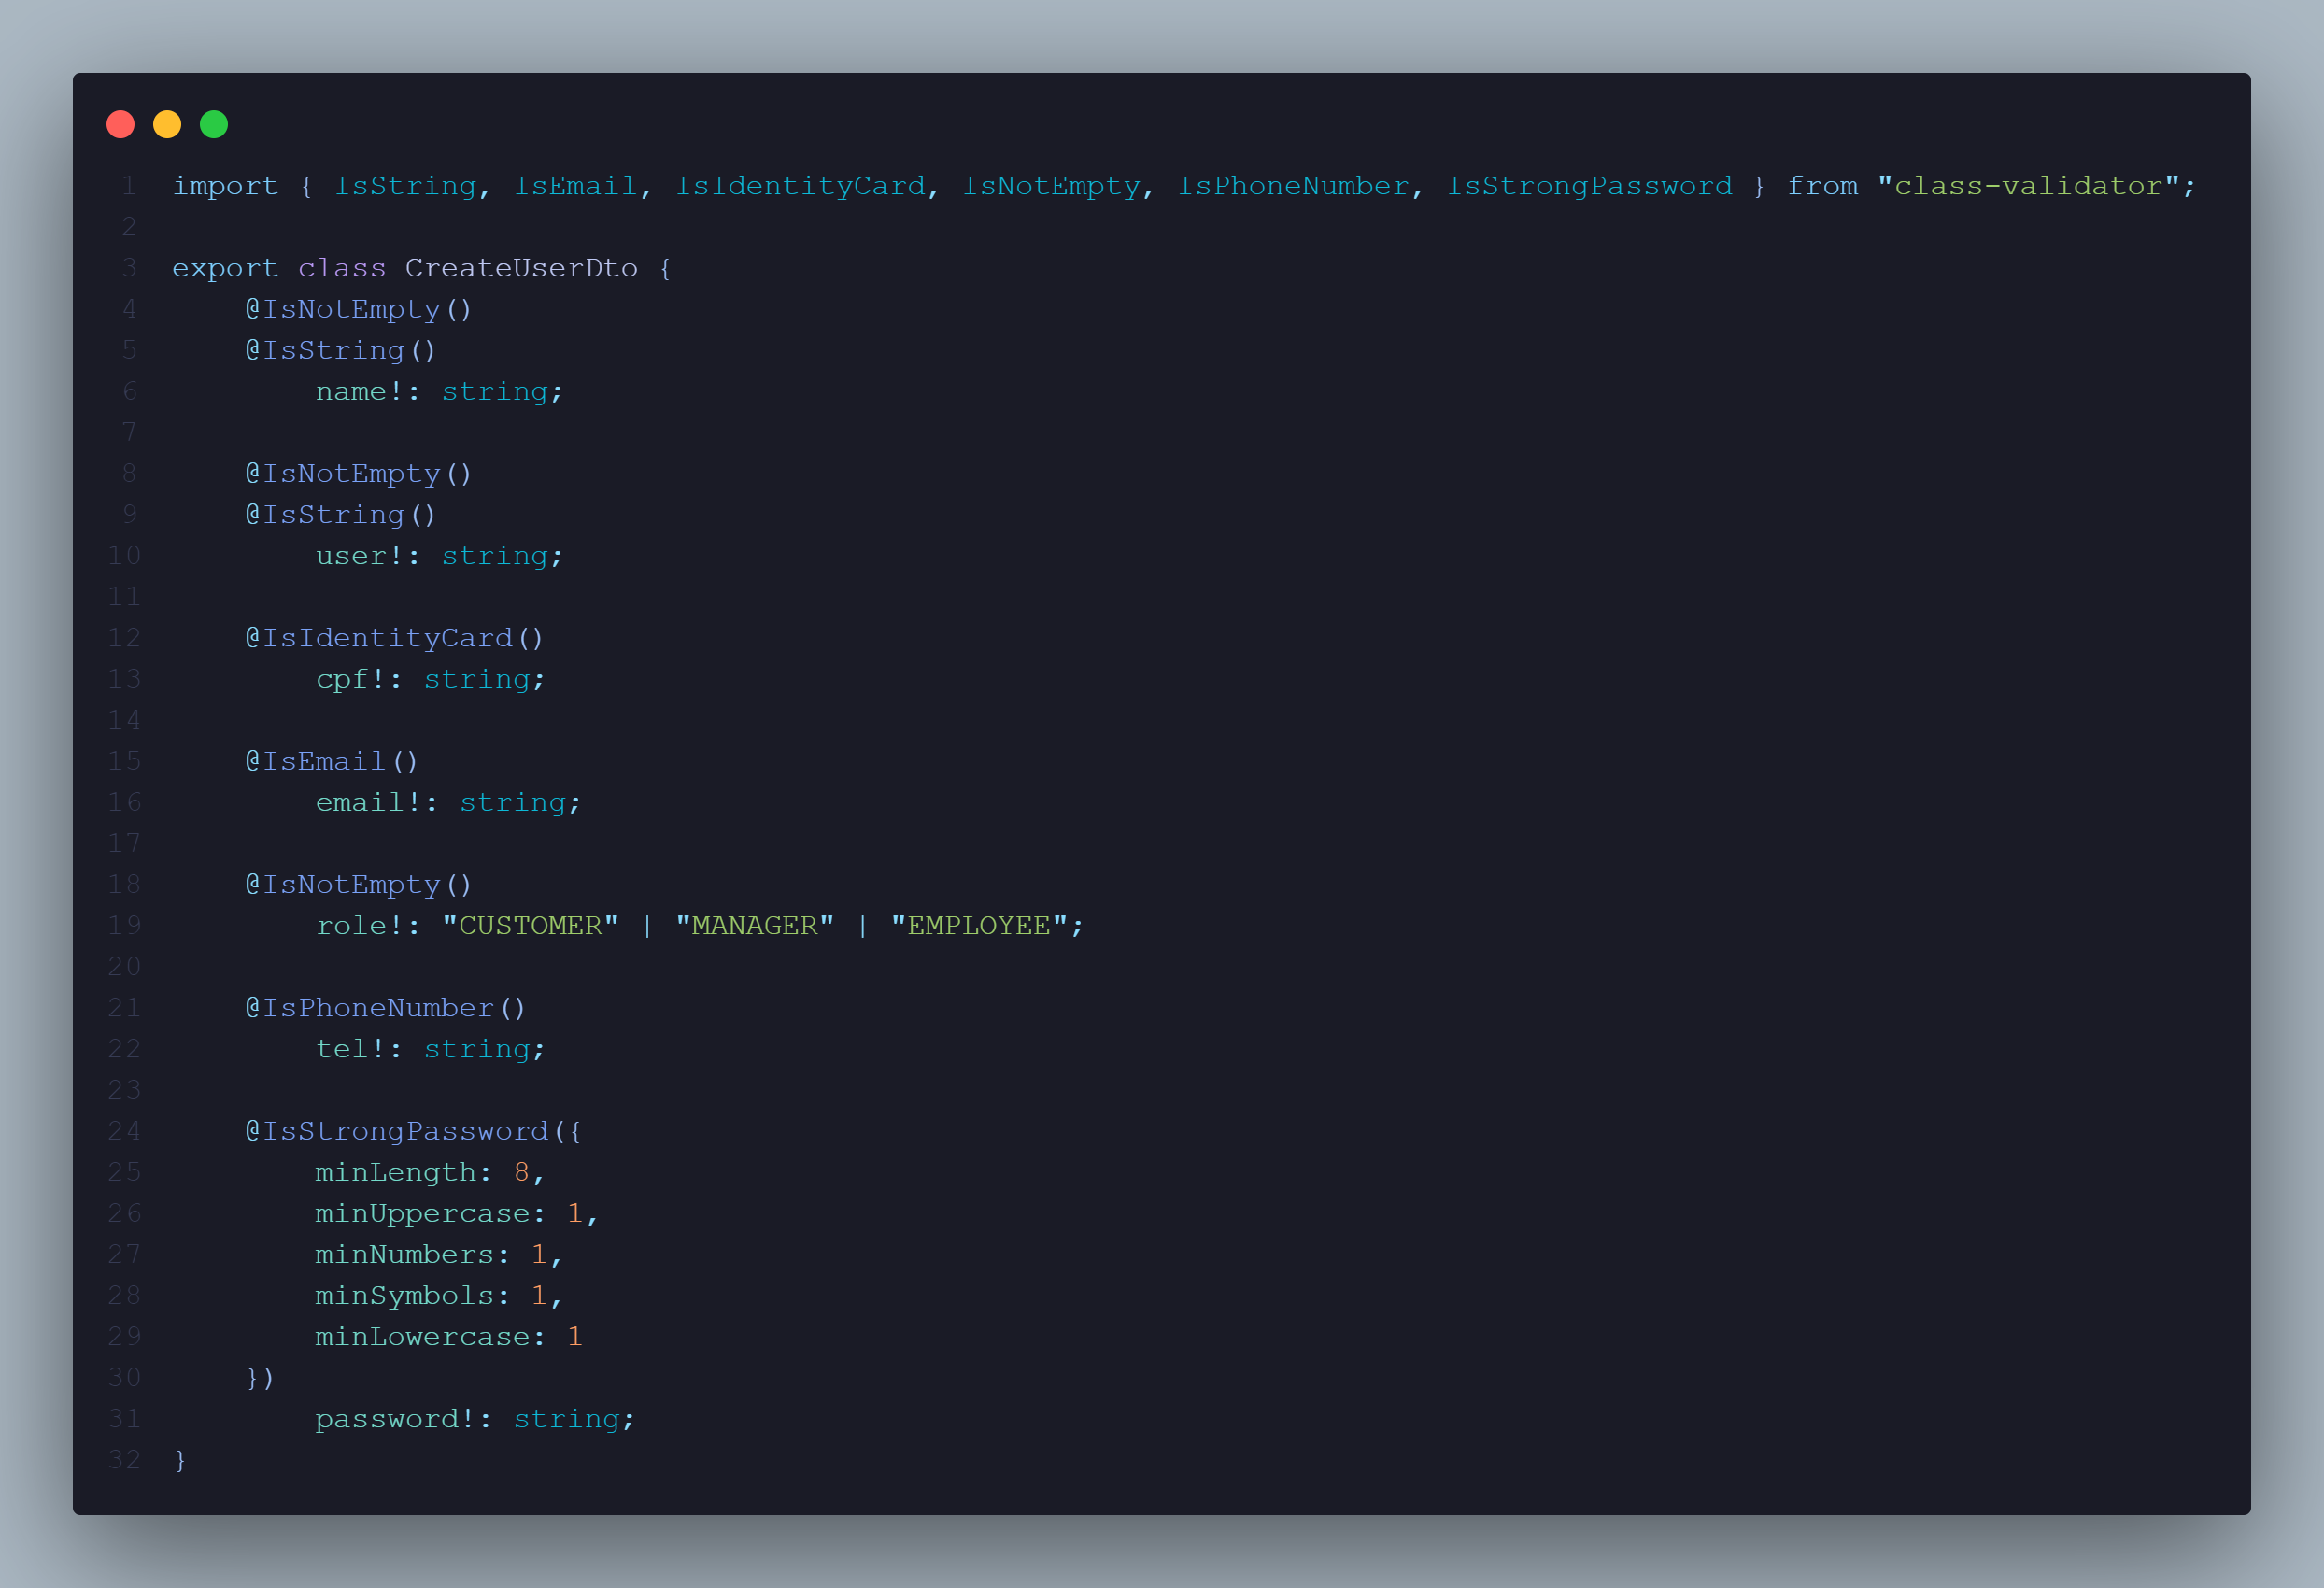 1 import { IsString, IsEmail, IsIdentityCard, IsNotEmpty, IsPhoneNumber, IsStrongPassword } from "class-validator";
2
3 export class CreateUserDto {
4     @IsNotEmpty()
5     @IsString()
6         name!: string;
7
8     @IsNotEmpty()
9     @IsString()
10         user!: string;
11
12     @IsIdentityCard()
13         cpf!: string;
14
15     @IsEmail()
16         email!: string;
17
18     @IsNotEmpty()
19         role!: "CUSTOMER" | "MANAGER" | "EMPLOYEE";
20
21     @IsPhoneNumber()
22         tel!: string;
23
24     @IsStrongPassword({
25         minLength: 8,
26         minUppercase: 1,
27         minNumbers: 1,
28         minSymbols: 1,
29         minLowercase: 1
30     })
31         password!: string;
32 }